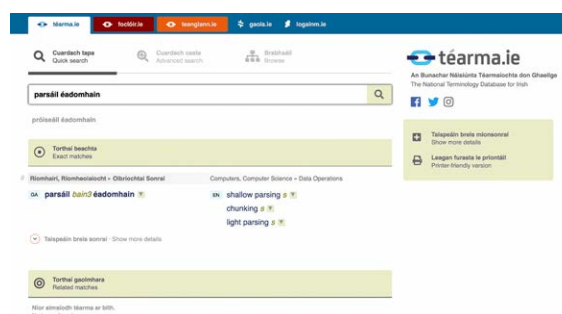 téarma.ie
foclóir.ie
teanglann.ie
gaois.ie
logainm.ie
Cuardach tapa
Quick search
Cuardach casta
Advanced search
Brabhsáil
Browse
parsáil éadomhain
próiseáil éadomhain
Torthaí beachta
Exact matches
Ríomhairí, Ríomheolaíocht » Oibríochtaí Sonraí
Computers, Computer Science » Data Operations
GA parsáil bain3 éadomhain
EN shallow parsing s
chunking s
light parsing s
Taispeáin breis sonraí · Show more details
Torthaí gaolmhara
Related matches
Níor aimsíodh téarma ar bith.
téarma.ie
An Bunachar Náisiúnta Téarmaíochta don Ghaeilge
The National Terminology Database for Irish
Taispeáin breis mionsonraí
Show more details
Leagan furasta le priontáil
Printer-friendly version